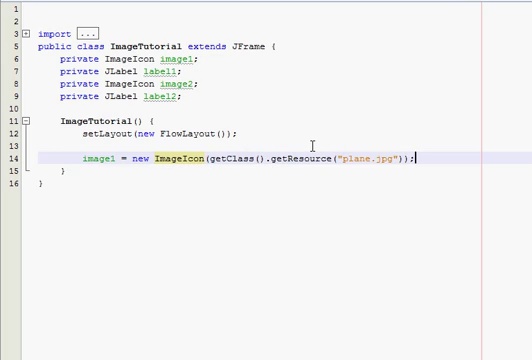 1
2
3 import ...
5 public class ImageTutorial extends JFrame {
6 private ImageIcon image1;
7 private JLabel label1;
8 private ImageIcon image2;
9 private JLabel label2;
10
11 ImageTutorial() {
12 setLayout(new FlowLayout());
13
14 image1 = new ImageIcon(getClass().getResource("plane.jpg"));
15 }
16 }